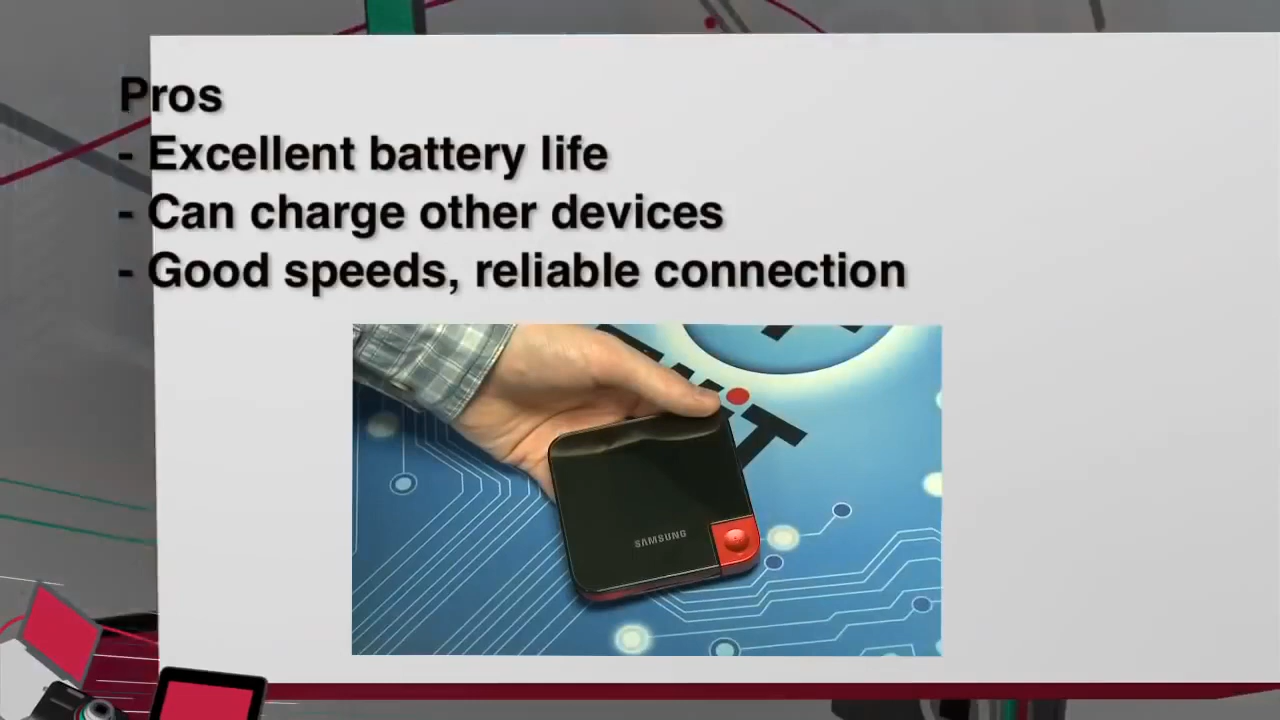 Pros
- Excellent battery life
- Can charge other devices
- Good speeds, reliable connection
SAMSUNG